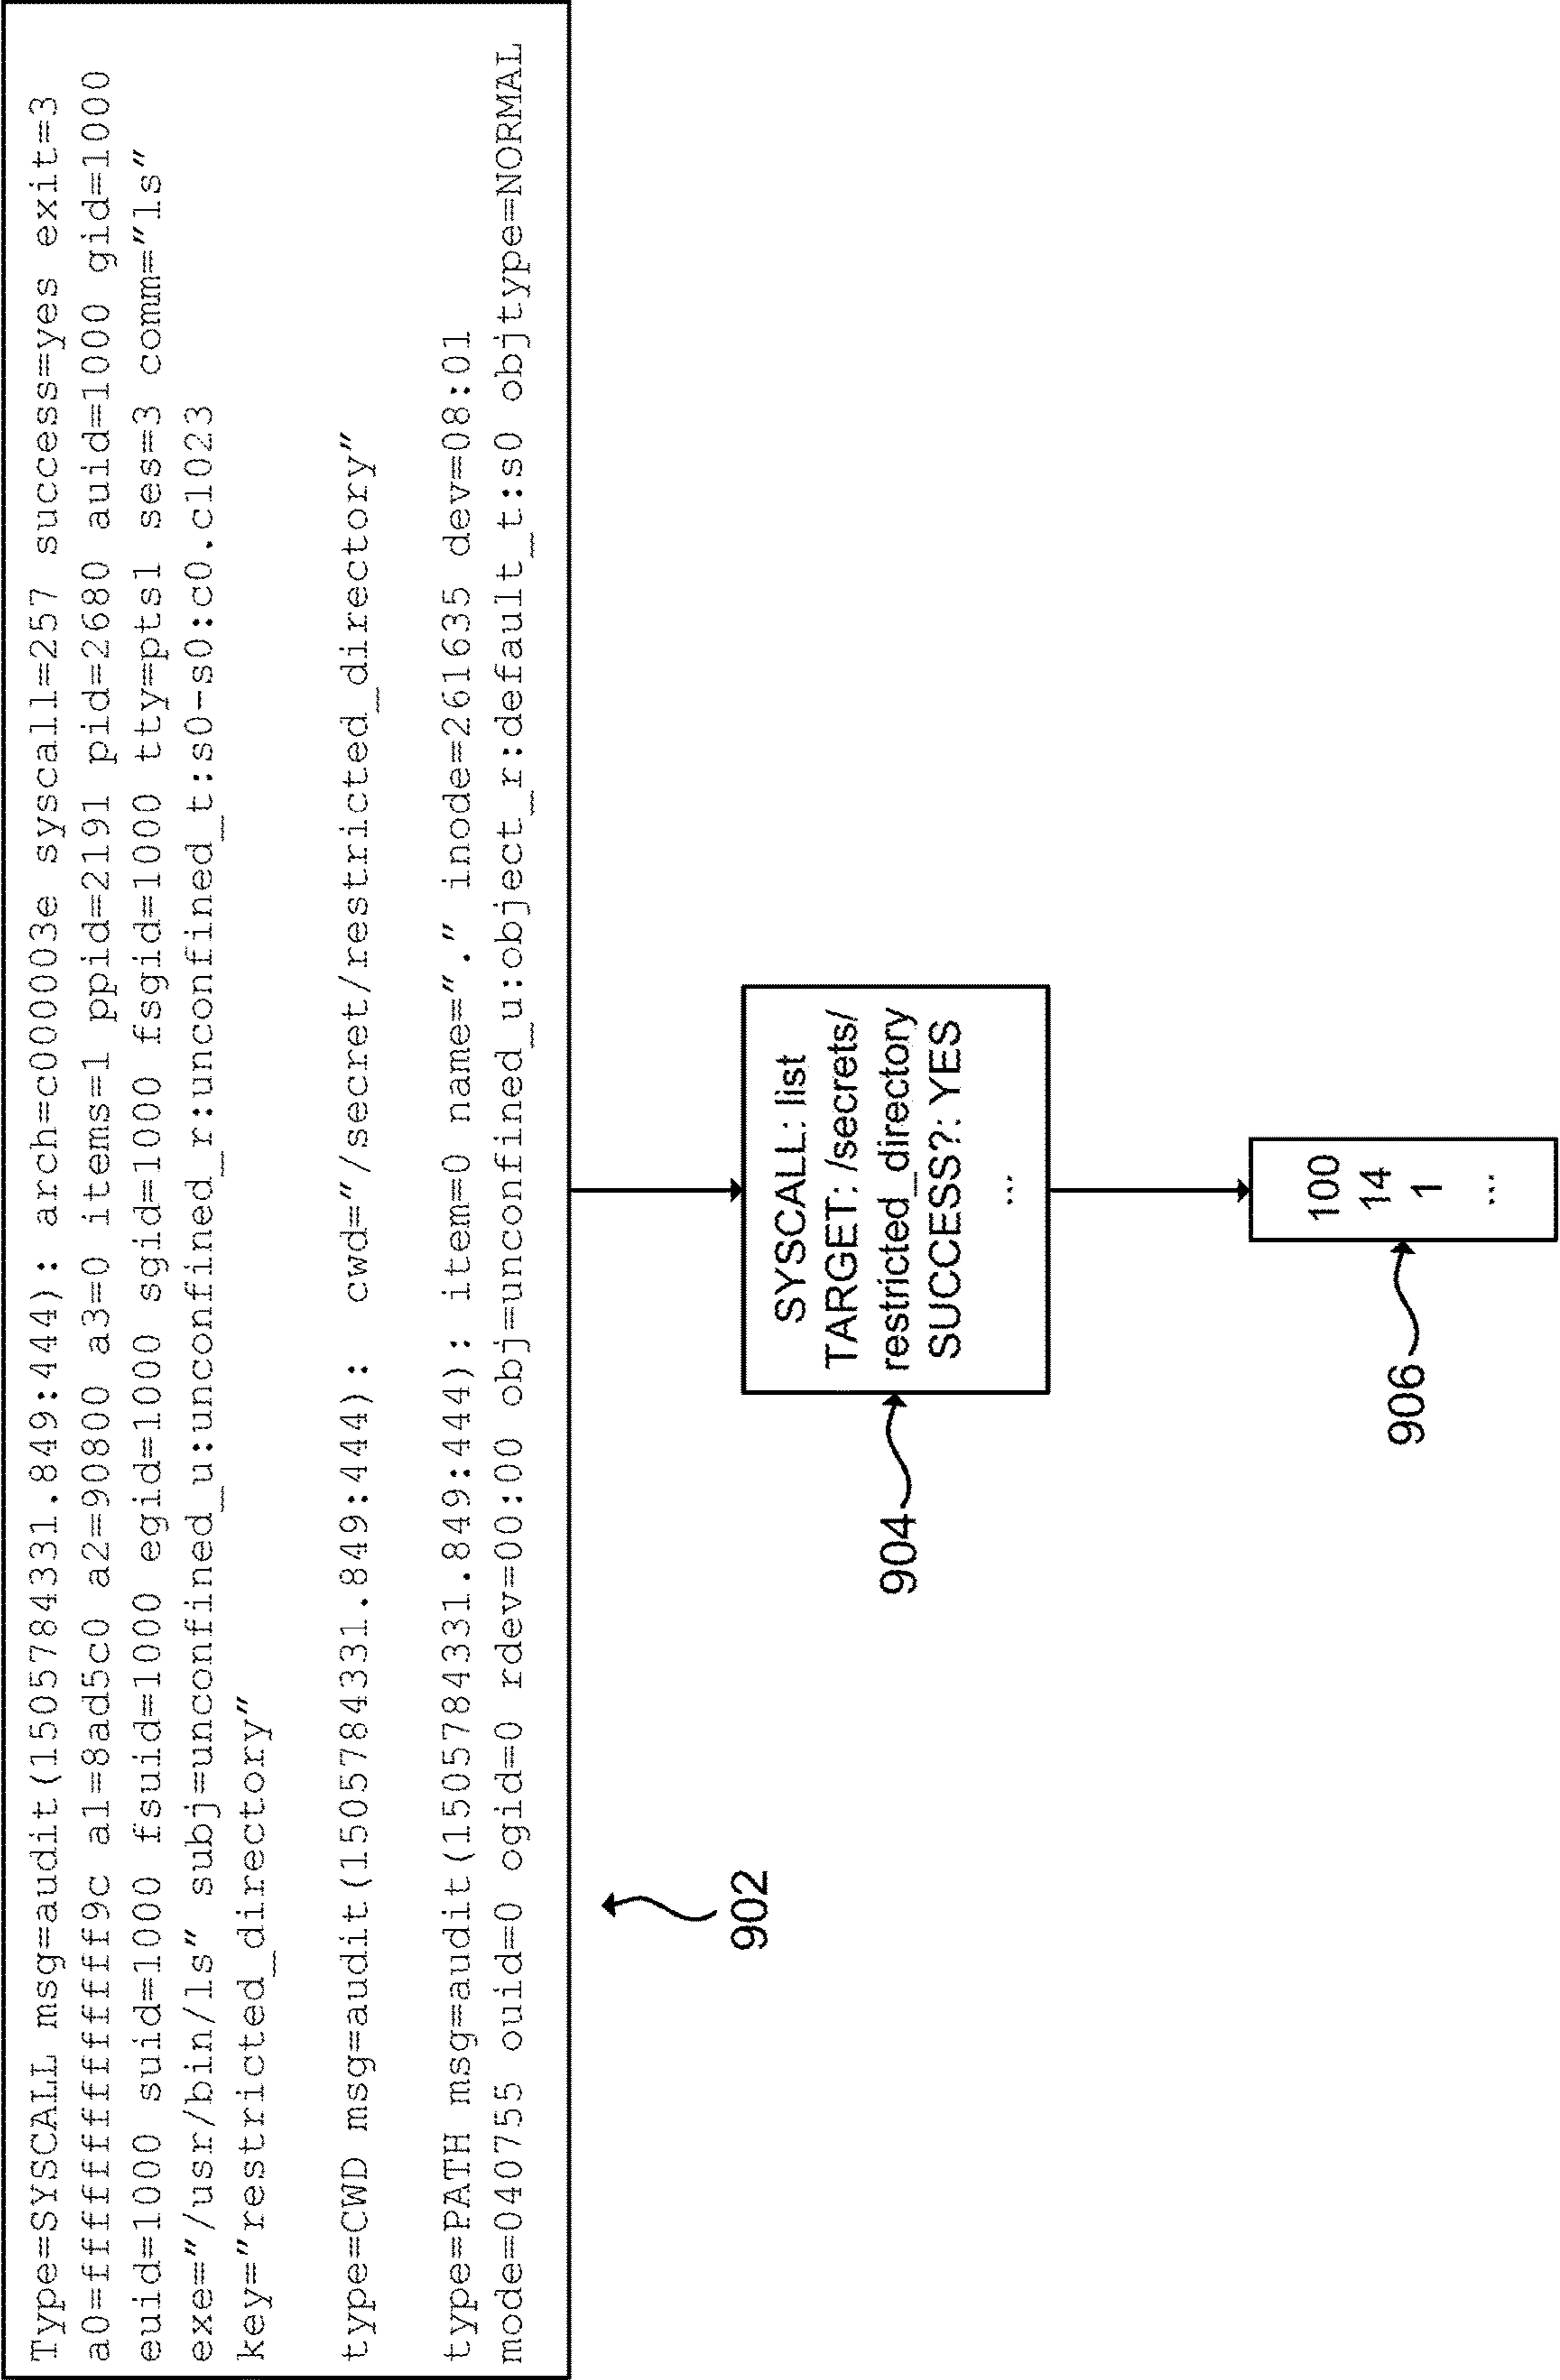 Type=SYSCALL msg=audit(1505784331.849:444): arch=c000003e syscall=257 success=yes exit=3
a0=ffffffffffffff9c a1=8ad5c0 a2=90800 a3=0 items=1 ppid=2191 pid=2680 auid=1000 gid=1000
euid=1000 suid=1000 fsuid=1000 egid=1000 sgid=1000 fsgid=1000 tty=pts1 ses=3 comm="ls"
exe="/usr/bin/ls" subj=unconfined_u:unconfined_r:unconfined_t:s0-s0:c0.c1023
key="restricted_directory"
type=CWD msg=audit(1505784331.849:444): cwd="/secret/restricted_directory"
type=PATH msg=audit(1505784331.849:444): item=0 name="." inode=261635 dev=08:01
mode=040755 ouid=0 ogid=0 rdev=00:00 obj=unconfined_u:object_r:default_t:s0 objtype=NORMAL
902
SYSCALL: list
TARGET: /secrets/
restricted_directory
SUCCESS?: YES
...
904
100
14
1
...
906